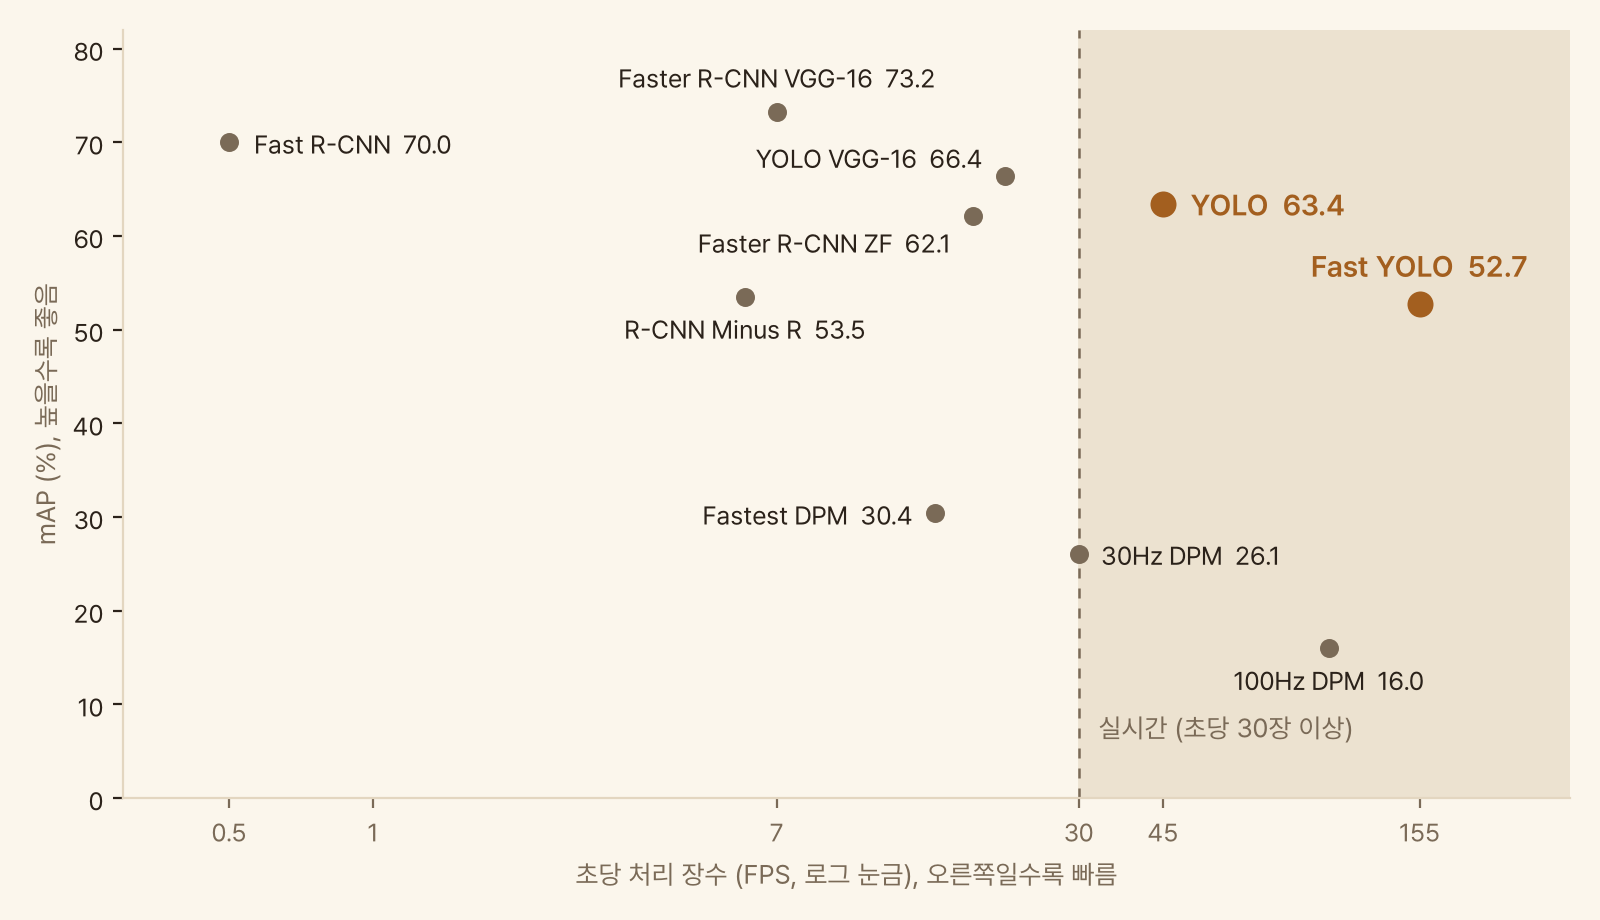 mAP (%), 높을수록 좋음
80
70
60
50
40
30
20
10
0
Faster R-CNN VGG-16 73.2
Fast R-CNN 70.0
YOLO VGG-16 66.4
YOLO 63.4
Faster R-CNN ZF 62.1
Fast YOLO 52.7
R-CNN Minus R 53.5
Fastest DPM 30.4
30Hz DPM 26.1
100Hz DPM 16.0
실시간 (초당 30장 이상)
0.5 1 7 30 45 155
초당 처리 장수 (FPS, 로그 눈금), 오른쪽일수록 빠름